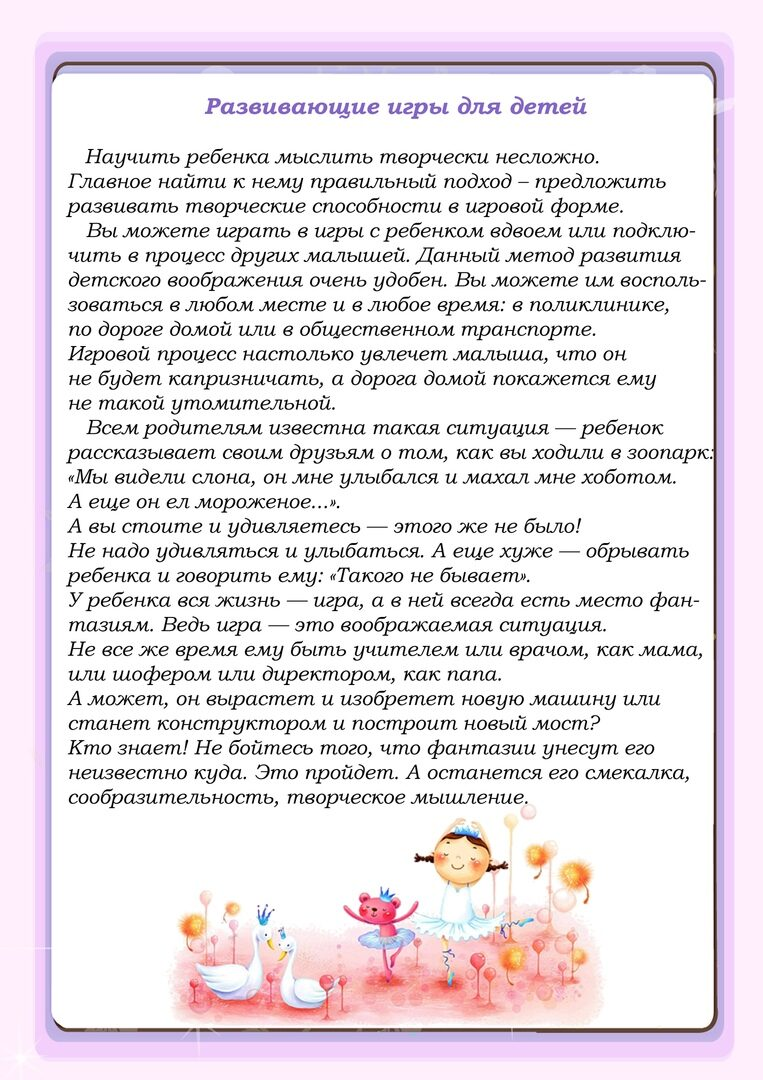 Развивающие игры для детей
Научить ребенка мыслить творчески несложно.
Главное найти к нему правильный подход – предложить
развивать творческие способности в игровой форме.
Вы можете играть в игры с ребенком вдвоем или подклю-
чить в процесс других малышей. Данный метод развития
детского воображения очень удобен. Вы можете им восполь-
зоваться в любом месте и в любое время: в поликлинике,
по дороге домой или в общественном транспорте.
Игровой процесс настолько увлечет малыша, что он
не будет капризничать, а дорога домой покажется ему
не такой утомительной.
Всем родителям известна такая ситуация — ребенок
рассказывает своим друзьям о том, как вы ходили в зоопарк:
«Мы видели слона, он мне улыбался и махал мне хоботом.
А еще он ел мороженое...».
А вы стоите и удивляетесь — этого же не было!
Не надо удивляться и улыбаться. А еще хуже — обрывать
ребенка и говорить ему: «Такого не бывает».
У ребенка вся жизнь — игра, а в ней всегда есть место фан-
тазиям. Ведь игра — это воображаемая ситуация.
Не все же время ему быть учителем или врачом, как мама,
или шофером или директором, как папа.
А может, он вырастет и изобретет новую машину или
станет конструктором и построит новый мост?
Кто знает! Не бойтесь того, что фантазии унесут его
неизвестно куда. Это пройдет. А останется его смекалка,
сообразительность, творческое мышление.